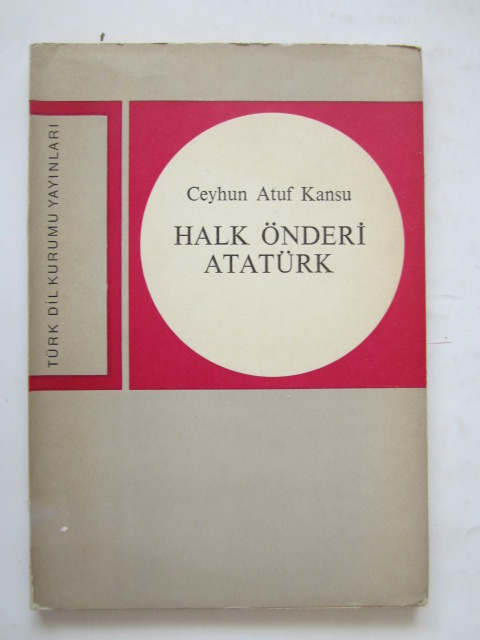 TÜRK DİL KURUMU YAYINLARI
Ceyhun Atuf Kansu
HALK ÖNDERİ
ATATÜRK